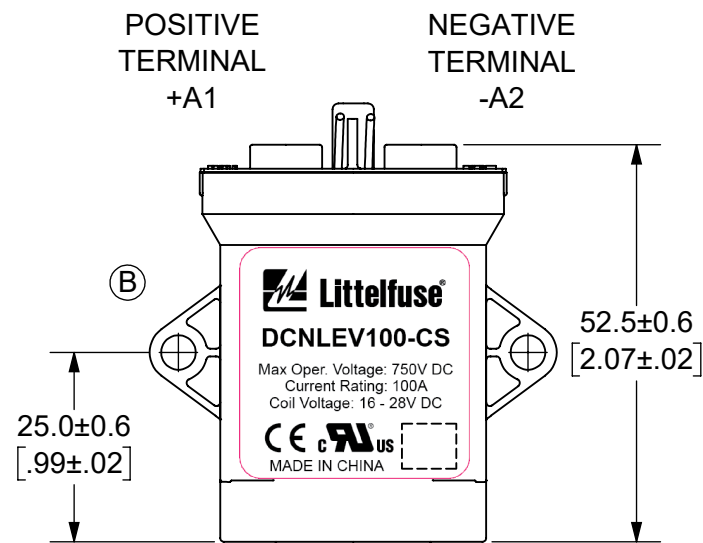 POSITIVE
TERMINAL
+A1
NEGATIVE
TERMINAL
-A2
B
Littelfuse®
DCNLEV100-CS
Max Oper. Voltage: 750V DC
Current Rating: 100A
Coil Voltage: 16 - 28V DC
CE c RU® US
MADE IN CHINA
52.5±0.6
[2.07±.02]
25.0±0.6
[.99±.02]